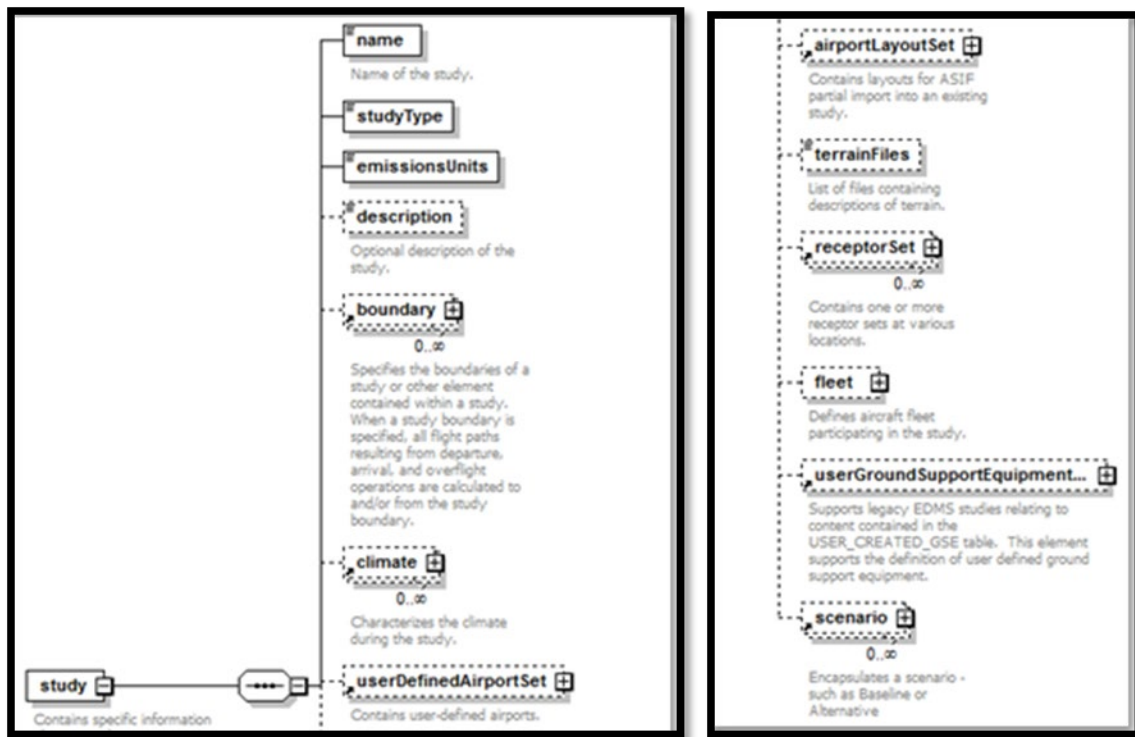 name
Name of the study.
studyType
emissionsUnits
description
Optional description of the
study.
boundary
0..∞
Specifies the boundaries of a
study or other element
contained within a study.
When a study boundary is
specified, all flight paths
resulting from departure,
arrival, and overflight
operations are calculated to
and/or from the study
boundary.
climate
0..∞
Characterizes the climate
during the study.
study
Contains specific information
userDefinedAirportSet
Contains user-defined airports.
airportLayoutSet
Contains layouts for ASIF
partial import into an existing
study.
terrainFiles
List of files containing
descriptions of terrain.
receptorSet
0..∞
Contains one or more
receptor sets at various
locations.
fleet
Defines aircraft fleet
participating in the study.
userGroundSupportEquipment...
Supports legacy EDMS studies relating to
content contained in the
USER_CREATED_GSE table. This element
supports the definition of user defined ground
support equipment.
scenario
0..∞
Encapsulates a scenario -
such as Baseline or
Alternative